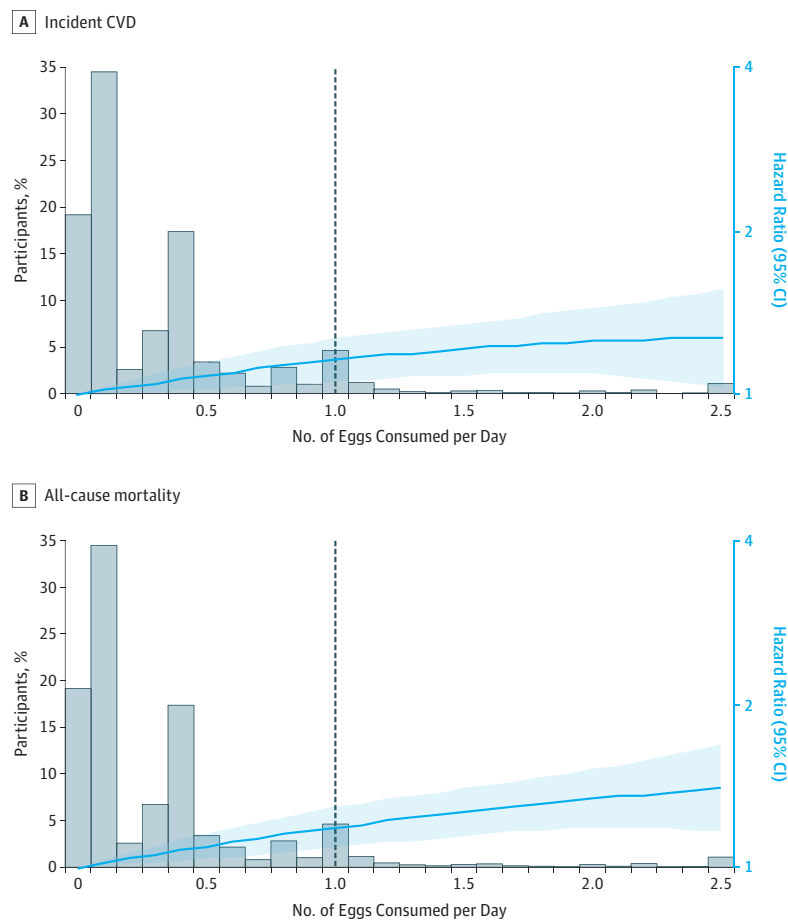 A Incident CVD
35
30
25
20
15
10
5
0
Participants, %
4
2
1
Hazard Ratio (95% CI)
0 0.5 1.0 1.5 2.0 2.5
No. of Eggs Consumed per Day
B All-cause mortality
35
30
25
20
15
10
5
0
Participants, %
4
2
1
Hazard Ratio (95% CI)
0 0.5 1.0 1.5 2.0 2.5
No. of Eggs Consumed per Day